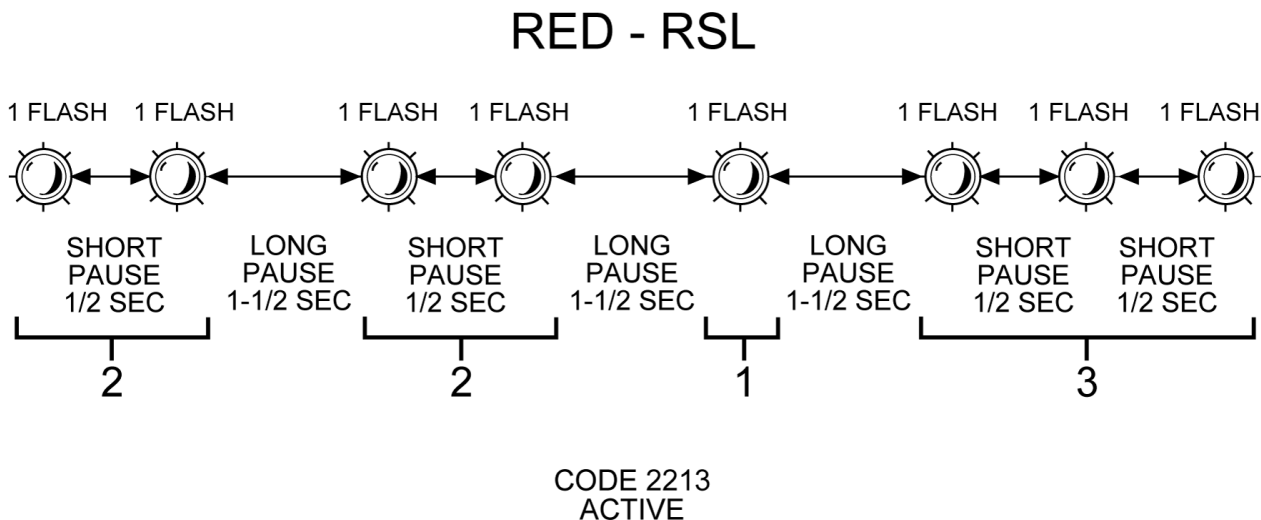 RED - RSL
1 FLASH 1 FLASH 1 FLASH 1 FLASH 1 FLASH 1 FLASH 1 FLASH 1 FLASH
SHORT
PAUSE
1/2 SEC
LONG
PAUSE
1-1/2 SEC
SHORT
PAUSE
1/2 SEC
LONG
PAUSE
1-1/2 SEC
LONG
PAUSE
1-1/2 SEC
SHORT
PAUSE
1/2 SEC
SHORT
PAUSE
1/2 SEC
2 2 1 3
CODE 2213
ACTIVE